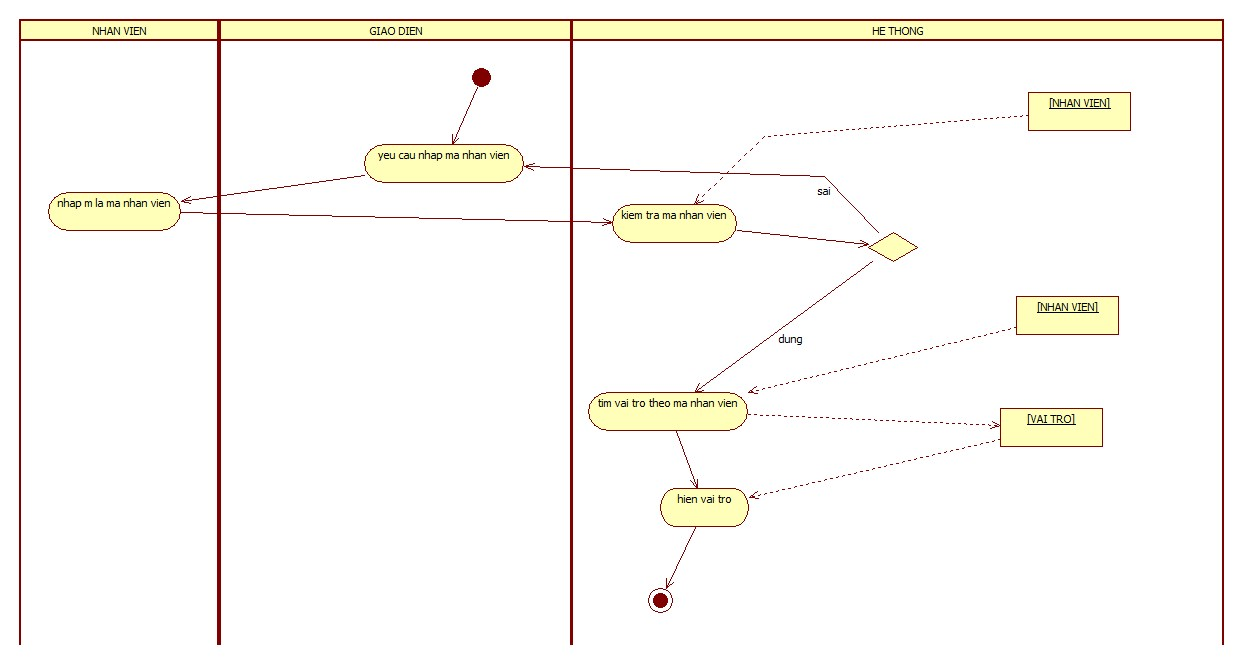 NHAN VIEN
GIAO DIEN
HE THONG
[NHAN VIEN]
yeu cau nhap ma nhan vien
sai
nhap m la ma nhan vien
kiem tra ma nhan vien
[NHAN VIEN]
dung
tim vai tro theo ma nhan vien
[VAI TRO]
hien vai tro